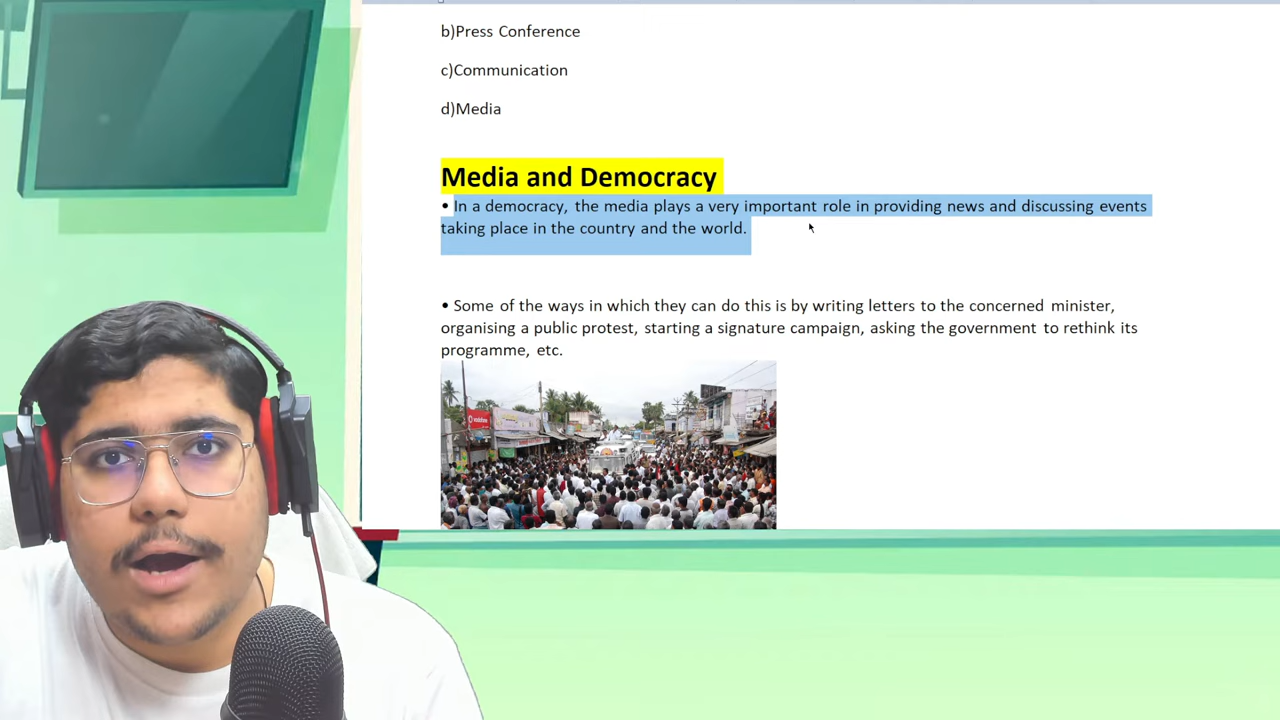 b)Press Conference
c)Communication
d)Media
Media and Democracy
• In a democracy, the media plays a very important role in providing news and discussing events
taking place in the country and the world.
• Some of the ways in which they can do this is by writing letters to the concerned minister,
organising a public protest, starting a signature campaign, asking the government to rethink its
programme, etc.